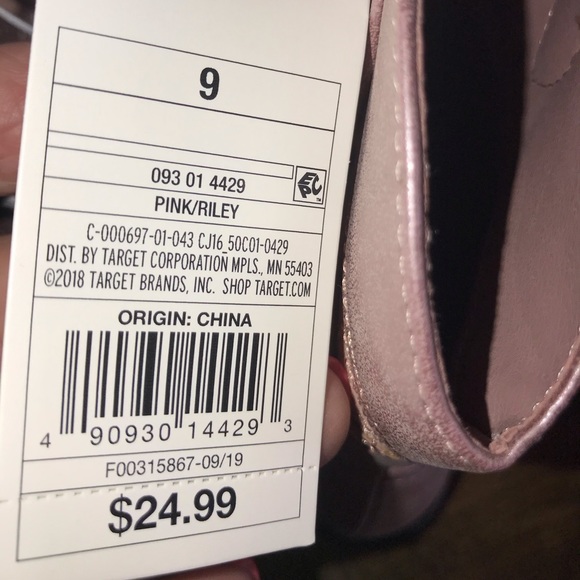 9
093 01 4429
EPC™
PINK/RILEY
C-000697-01-043 CJ16_50C01-0429
DIST. BY TARGET CORPORATION MPLS., MN 55403
©2018 TARGET BRANDS, INC. SHOP TARGET.COM
ORIGIN: CHINA
4 90930 14429 3
F00315867-09/19
$24.99